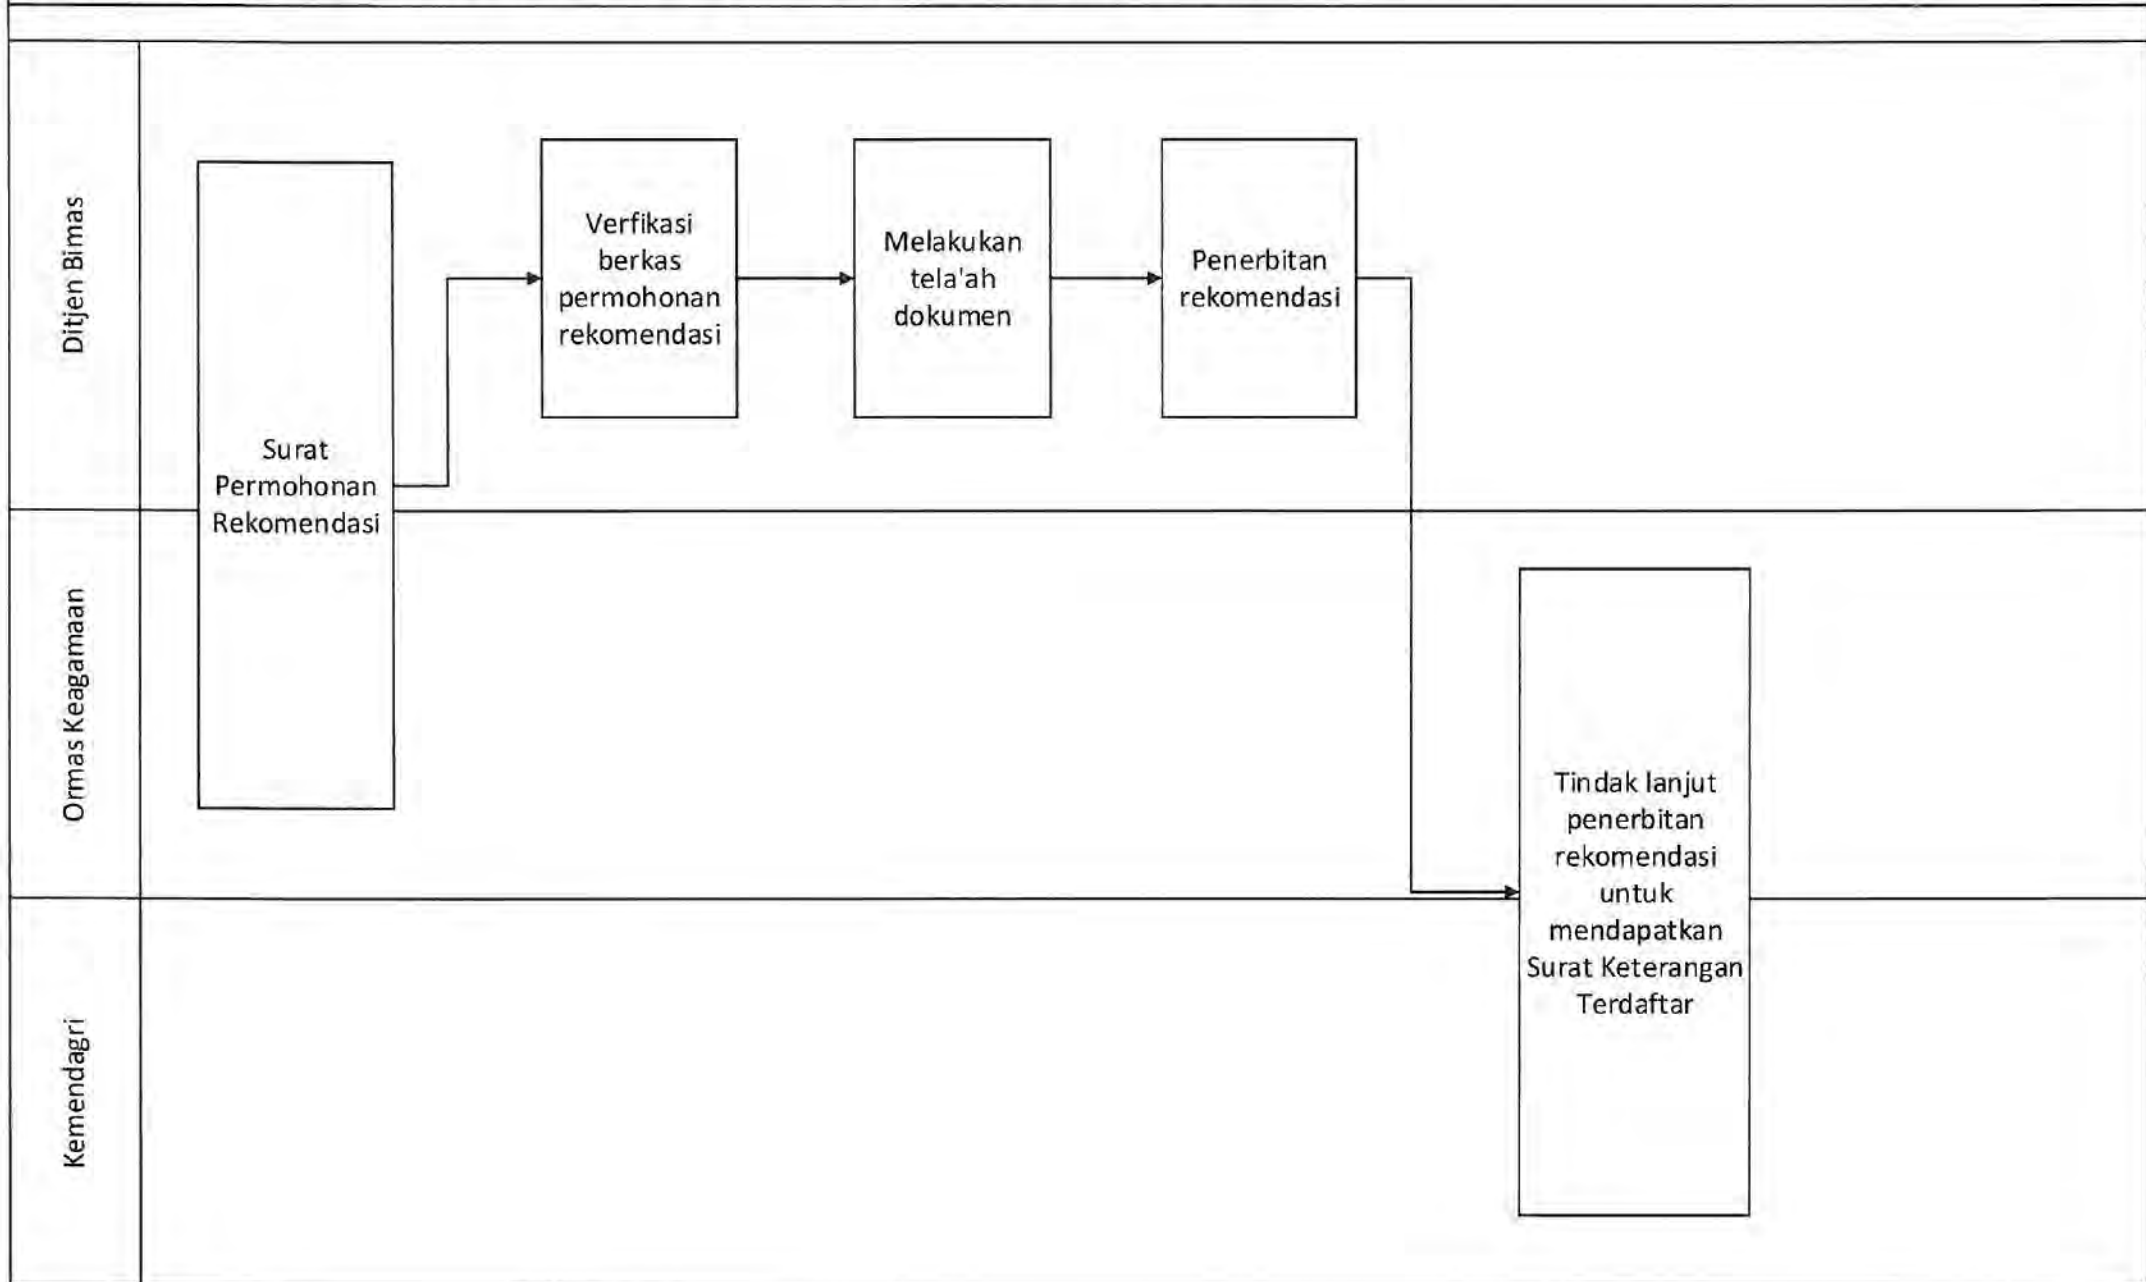 Ditjen Bimas
Surat
Permohonan
Rekomendasi
Verfikasi
berkas
permohonan
rekomendasi
Melakukan
tela'ah
dokumen
Penerbitan
rekomendasi
Ormas Keagamaan
Tindak lanjut
penerbitan
rekomendasi
untuk
mendapatkan
Surat Keterangan
Terdaftar
Kemendagri